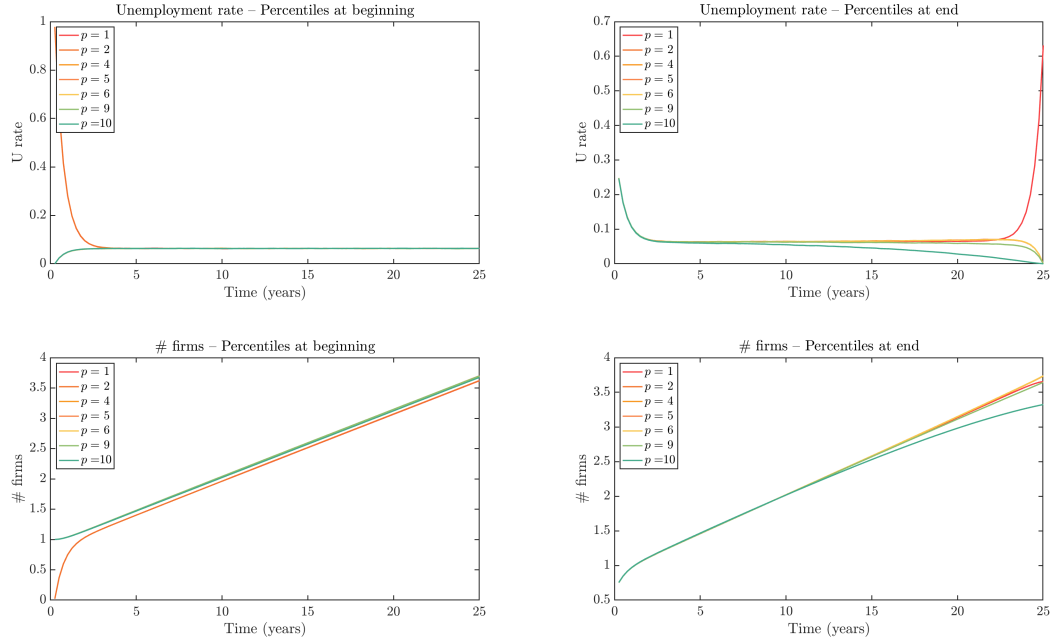 Unemployment rate – Percentiles at beginning
1
0.8
0.6
0.4
0.2
0
U rate
0
5
10
15
20
25
Time (years)
p = 1
p = 2
p = 4
p = 5
p = 6
p = 9
p =10
Unemployment rate – Percentiles at end
0.7
0.6
0.5
0.4
0.3
0.2
0.1
0
U rate
0
5
10
15
20
25
Time (years)
p = 1
p = 2
p = 4
p = 5
p = 6
p = 9
p =10
# firms – Percentiles at beginning
4
3.5
3
2.5
2
1.5
1
0.5
0
# firms
0
5
10
15
20
25
Time (years)
p = 1
p = 2
p = 4
p = 5
p = 6
p = 9
p =10
# firms – Percentiles at end
4
3.5
3
2.5
2
1.5
1
0.5
# firms
0
5
10
15
20
25
Time (years)
p = 1
p = 2
p = 4
p = 5
p = 6
p = 9
p =10